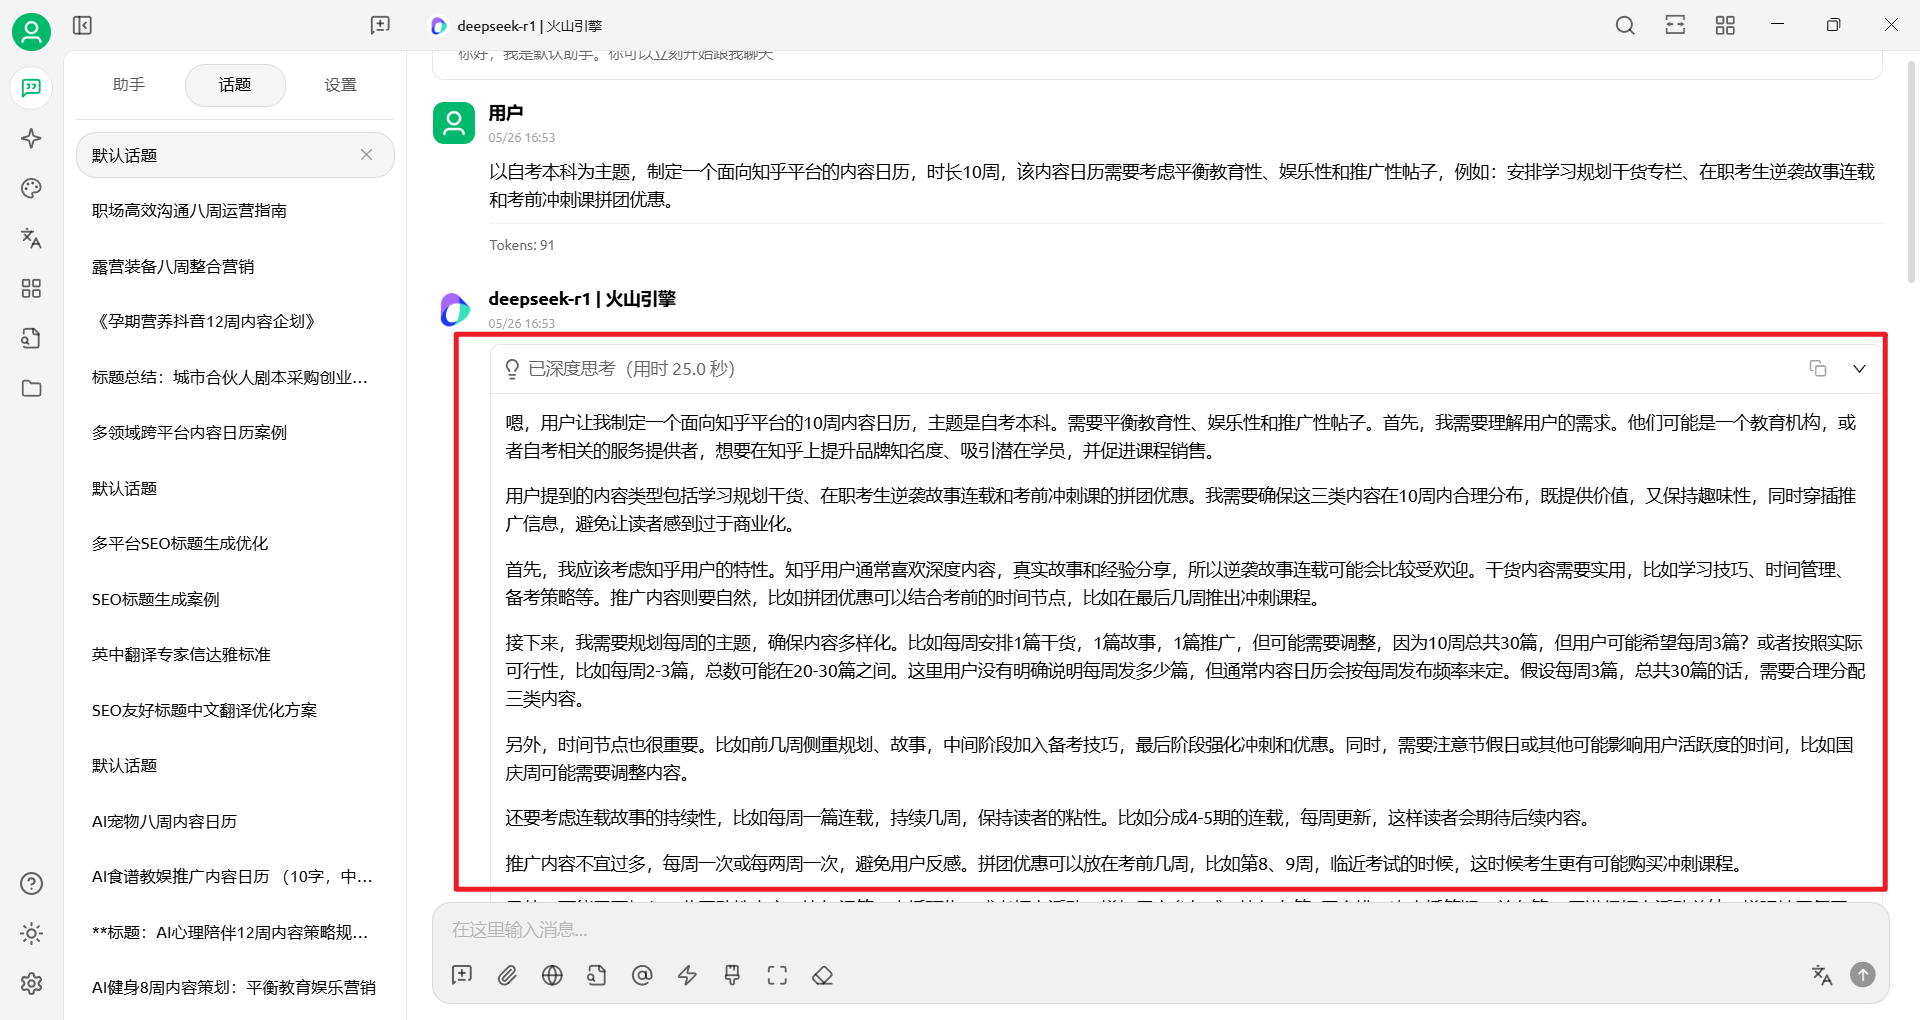 deepseek-r1 | 火山引擎
助手
话题
设置
默认话题
职场高效沟通八周运营指南
露营装备八周整合营销
《孕期营养抖音12周内容企划》
标题总结：城市合伙人剧本采购创业...
多领域跨平台内容日历案例
默认话题
多平台SEO标题生成优化
SEO标题生成案例
英中翻译专家信达雅标准
SEO友好标题中文翻译优化方案
默认话题
AI宠物八周内容日历
AI食谱教娱推广内容日历 （10字，中...
**标题：AI心理陪伴12周内容策略规...
AI健身8周内容策划：平衡教育娱乐营销
你好，我是默认助手。你可以立刻开始跟我聊天
用户
05/26 16:53
以自考本科为主题，制定一个面向知乎平台的内容日历，时长10周，该内容日历需要考虑平衡教育性、娱乐性和推广性帖子，例如：安排学习规划干货专栏、在职考生逆袭故事连载
和考前冲刺课拼团优惠。
Tokens: 91
deepseek-r1 | 火山引擎
05/26 16:53
已深度思考（用时 25.0 秒）
嗯，用户让我制定一个面向知乎平台的10周内容日历，主题是自考本科。需要平衡教育性、娱乐性和推广性帖子。首先，我需要理解用户的需求。他们可能是一个教育机构，或
者自考相关的服务提供者，想要在知乎上提升品牌知名度、吸引潜在学员，并促进课程销售。
用户提到的内容类型包括学习规划干货、在职考生逆袭故事连载和考前冲刺课的拼团优惠。我需要确保这三类内容在10周内合理分布，既提供价值，又保持趣味性，同时穿插推
广信息，避免让读者感到过于商业化。
首先，我应该考虑知乎用户的特性。知乎用户通常喜欢深度内容，真实故事和经验分享，所以逆袭故事连载可能会比较受欢迎。干货内容需要实用，比如学习技巧、时间管理、
备考策略等。推广内容则要自然，比如拼团优惠可以结合考前的时间节点，比如在最后几周推出冲刺课程。
接下来，我需要规划每周的主题，确保内容多样化。比如每周安排1篇干货，1篇故事，1篇推广，但可能需要调整，因为10周总共30篇，但用户可能希望每周3篇？或者按照实际
可行性，比如每周2-3篇，总数可能在20-30篇之间。这里用户没有明确说明每周发多少篇，但通常内容日历会按每周发布频率来定。假设每周3篇，总共30篇的话，需要合理分配
三类内容。
另外，时间节点也很重要。比如前几周侧重规划、故事，中间阶段加入备考技巧，最后阶段强化冲刺和优惠。同时，需要注意节假日或其他可能影响用户活跃度的时间，比如国
庆周可能需要调整内容。
还要考虑连载故事的持续性，比如每周一篇连载，持续几周，保持读者的粘性。比如分成4-5期的连载，每周更新，这样读者会期待后续内容。
推广内容不宜过多，每周一次或每两周一次，避免用户反感。拼团优惠可以放在考前几周，比如第8、9周，临近考试的时候，这时候考生更有可能购买冲刺课程。
在这里输入消息...